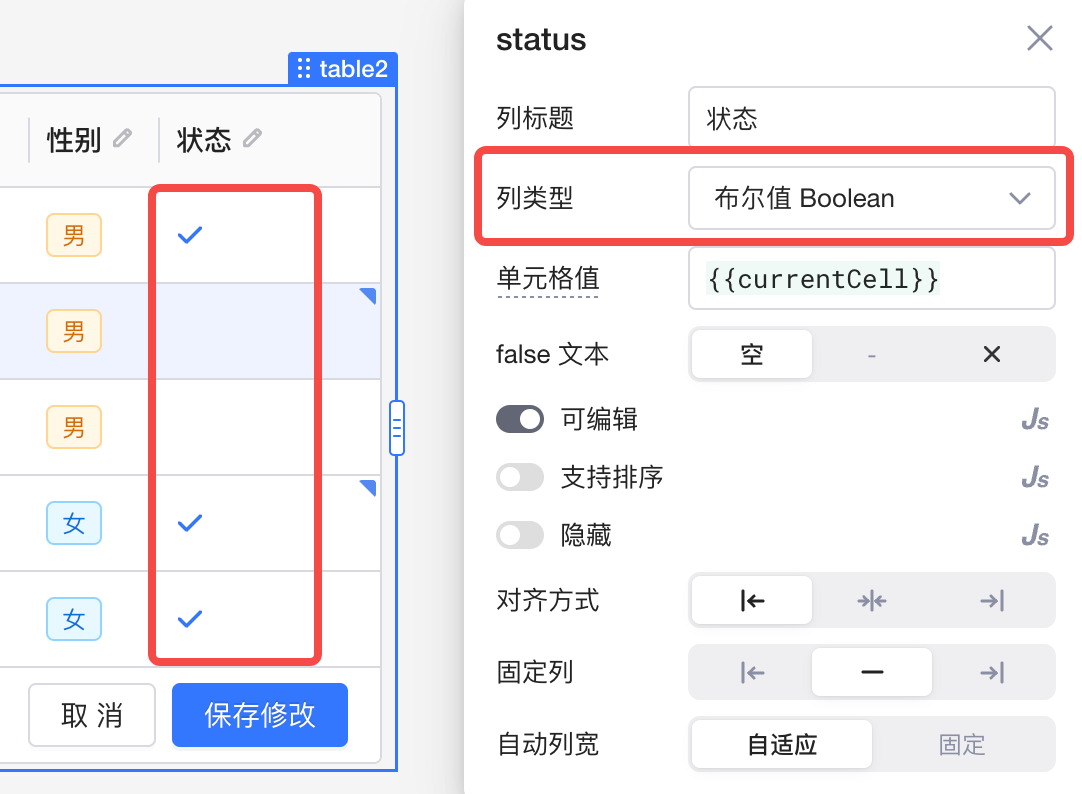 table2
性别
状态
男
男
男
女
女
取 消
保存修改
status
列标题
状态
列类型
布尔值 Boolean
单元格值
{{currentCell}}
false 文本
空
-
可编辑
Js
支持排序
Js
隐藏
Js
对齐方式
固定列
自动列宽
自适应
固定